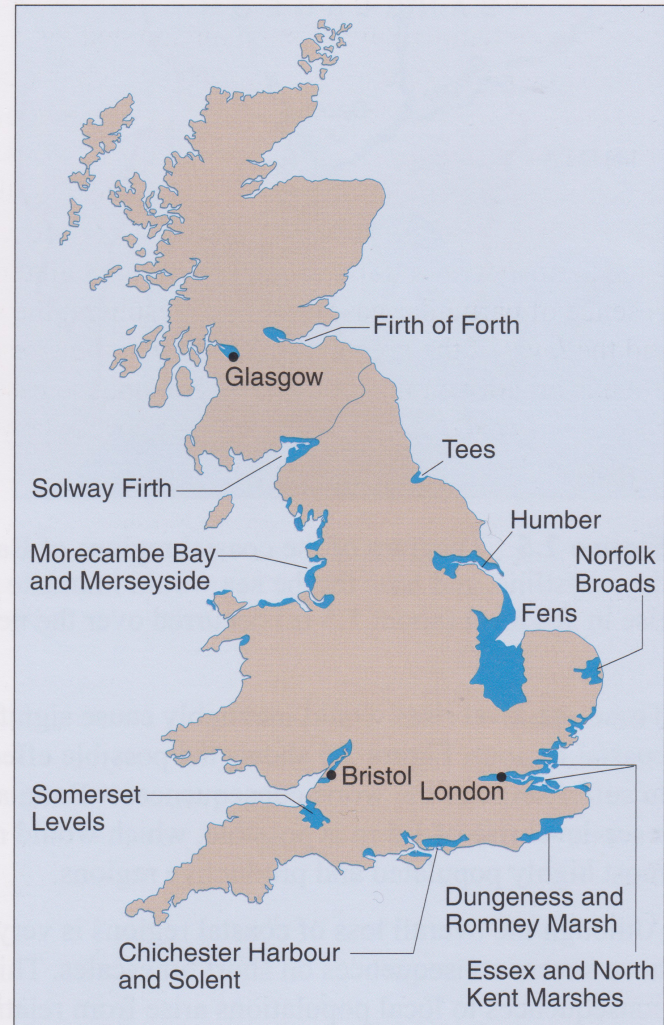 Firth of Forth
Glasgow
Tees
Solway Firth
Humber
Morecambe Bay
and Merseyside
Norfolk
Broads
Fens
Bristol
London
Somerset
Levels
Dungeness and
Romney Marsh
Chichester Harbour
and Solent
Essex and North
Kent Marshes